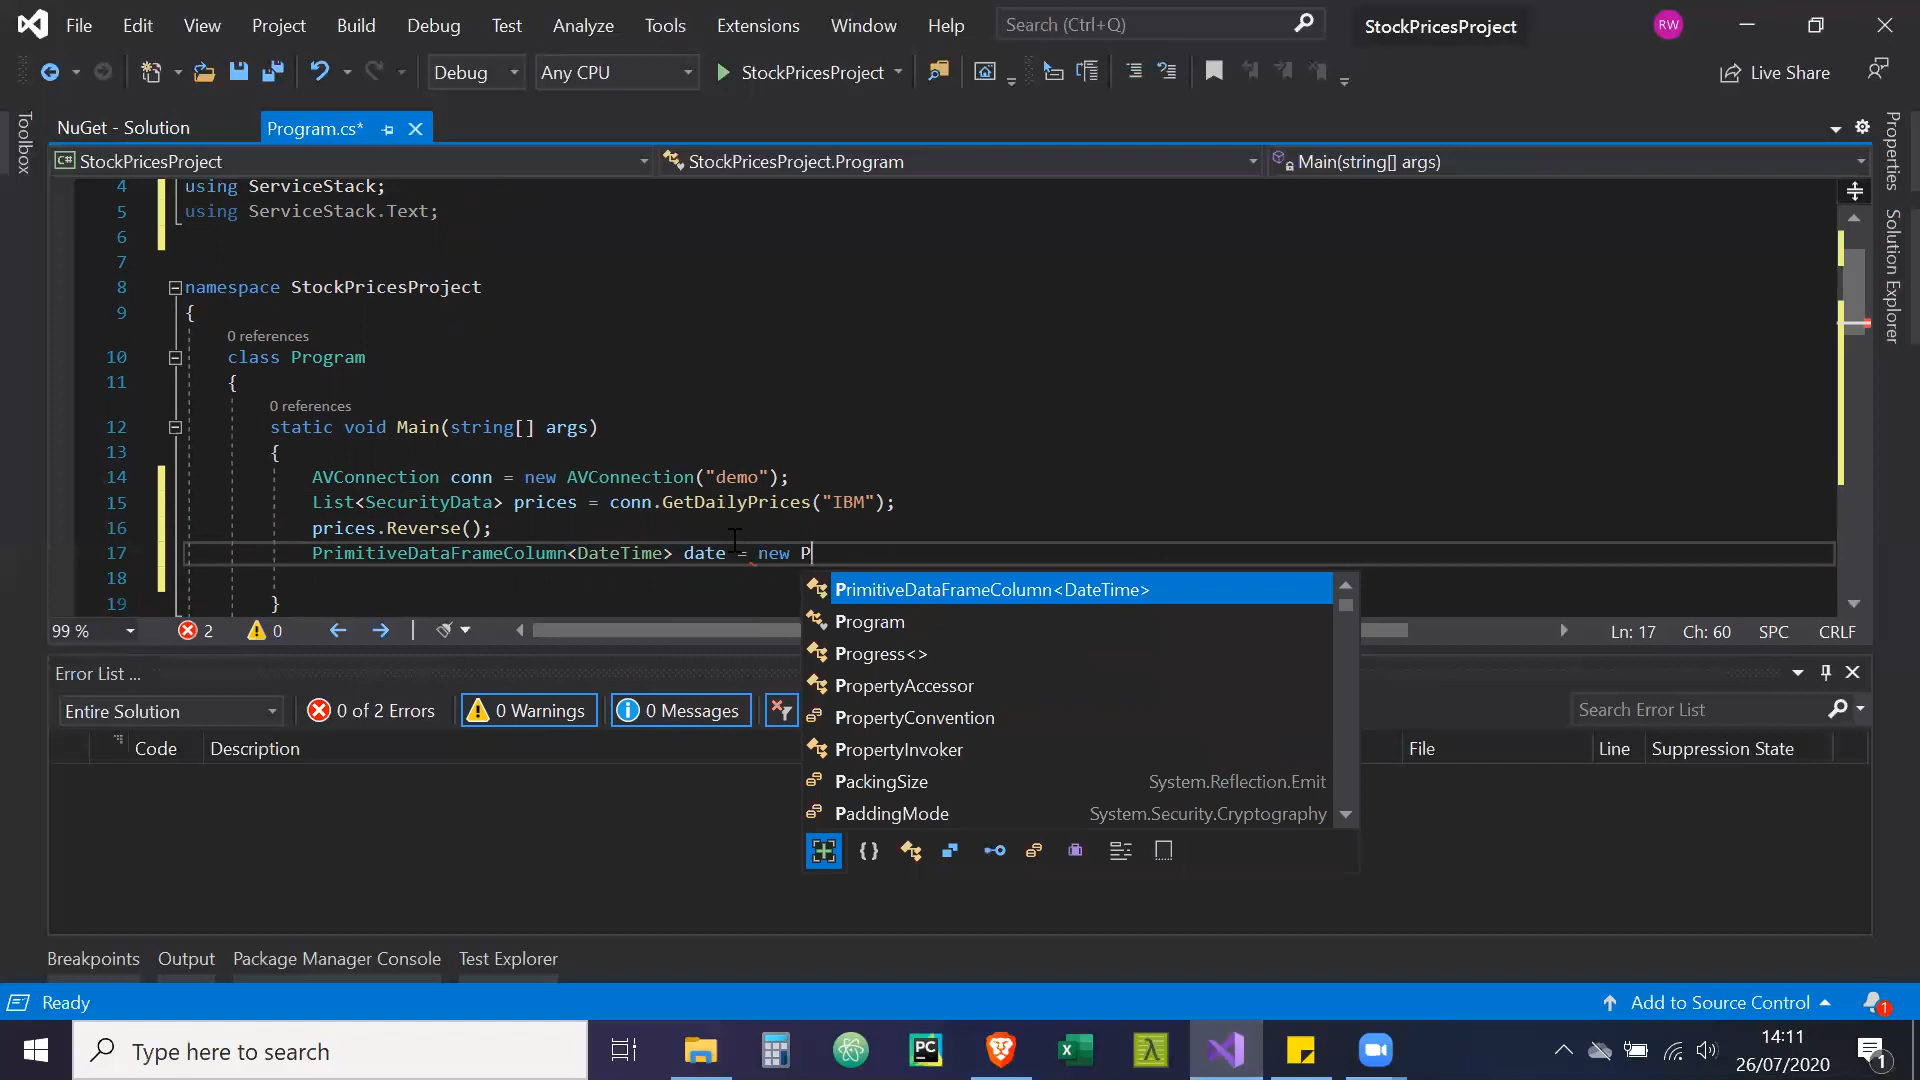 File Edit View Project Build Debug Test Analyze Tools Extensions Window Help Search (Ctrl+Q) StockPricesProject RW
Debug Any CPU StockPricesProject Live Share
Toolbox
NuGet - Solution Program.cs*
C# StockPricesProject StockPricesProject.Program Main(string[] args)
Properties
Solution Explorer
4 using ServiceStack;
5 using ServiceStack.Text;
6
7
8 namespace StockPricesProject
9 {
0 references
10 class Program
11 {
0 references
12 static void Main(string[] args)
13 {
14 AVConnection conn = new AVConnection("demo");
15 List<SecurityData> prices = conn.GetDailyPrices("IBM");
16 prices.Reverse();
17 PrimitiveDataFrameColumn<DateTime> date = new P
18
19 }
PrimitiveDataFrameColumn<DateTime>
Program
Progress<>
PropertyAccessor
PropertyConvention
PropertyInvoker
PackingSize System.Reflection.Emit
PaddingMode System.Security.Cryptography
99 % 2 0 Ln: 17 Ch: 60 SPC CRLF
Error List ...
Entire Solution 0 of 2 Errors 0 Warnings 0 Messages Search Error List
Code Description File Line Suppression State
Breakpoints Output Package Manager Console Test Explorer
Ready Add to Source Control 1
Type here to search PC 14:11
26/07/2020 1